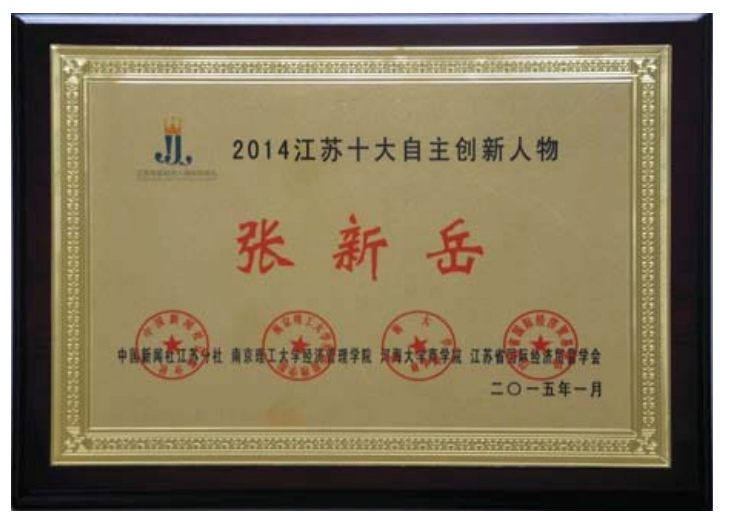 2014江苏十大自主创新人物
张新岳
中国新闻社江苏分社 南京理工大学经济管理学院 河海大学商学院 江苏省国际经济贸易学会
二〇一五年一月